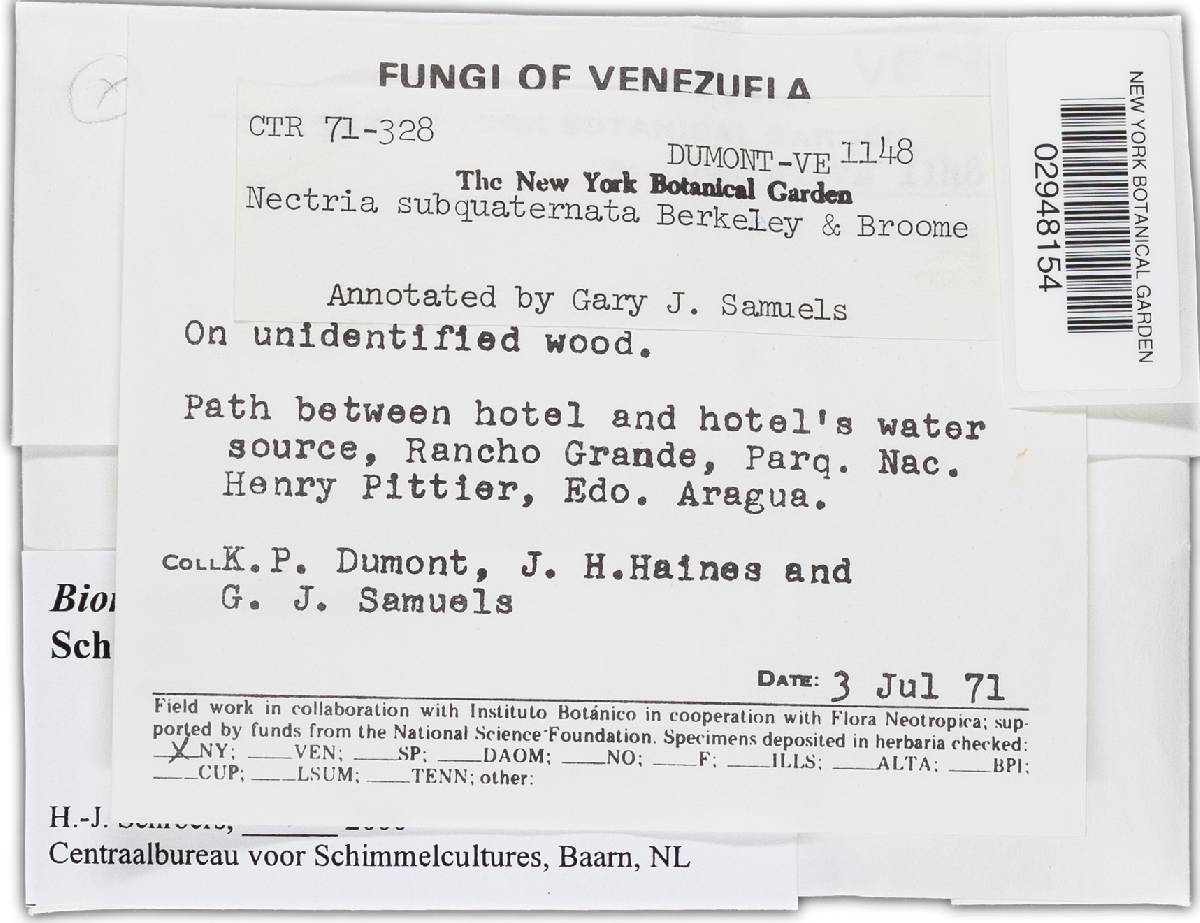 FUNGI OF VENEZUELA
CTR 71-328
DUMONT-VE 1148
The New York Botanical Garden
Nectria subquaternata Berkeley & Broome
Annotated by Gary J. Samuels
On unidentified wood.
Path between hotel and hotel's water
source, Rancho Grande, Parq. Nac.
Henry Pittier, Edo. Aragua.
COLL K. P. Dumont, J. H.Haines and
G. J. Samuels
DATE: 3 Jul 71
Field work in collaboration with Instituto Botánico in cooperation with Flora Neotropica; sup-
ported by funds from the National Science Foundation. Specimens deposited in herbaria checked:
X NY; ___VEN; ___SP; ___DAOM; ___NO; ___F; ___ILLS; ___ALTA; ___BPI;
___CUP; ___LSUM; ___TENN; other:
NEW YORK BOTANICAL GARDEN
02948154
Sch
H.-J.
Centraalbureau voor Schimmelcultures, Baarn, NL